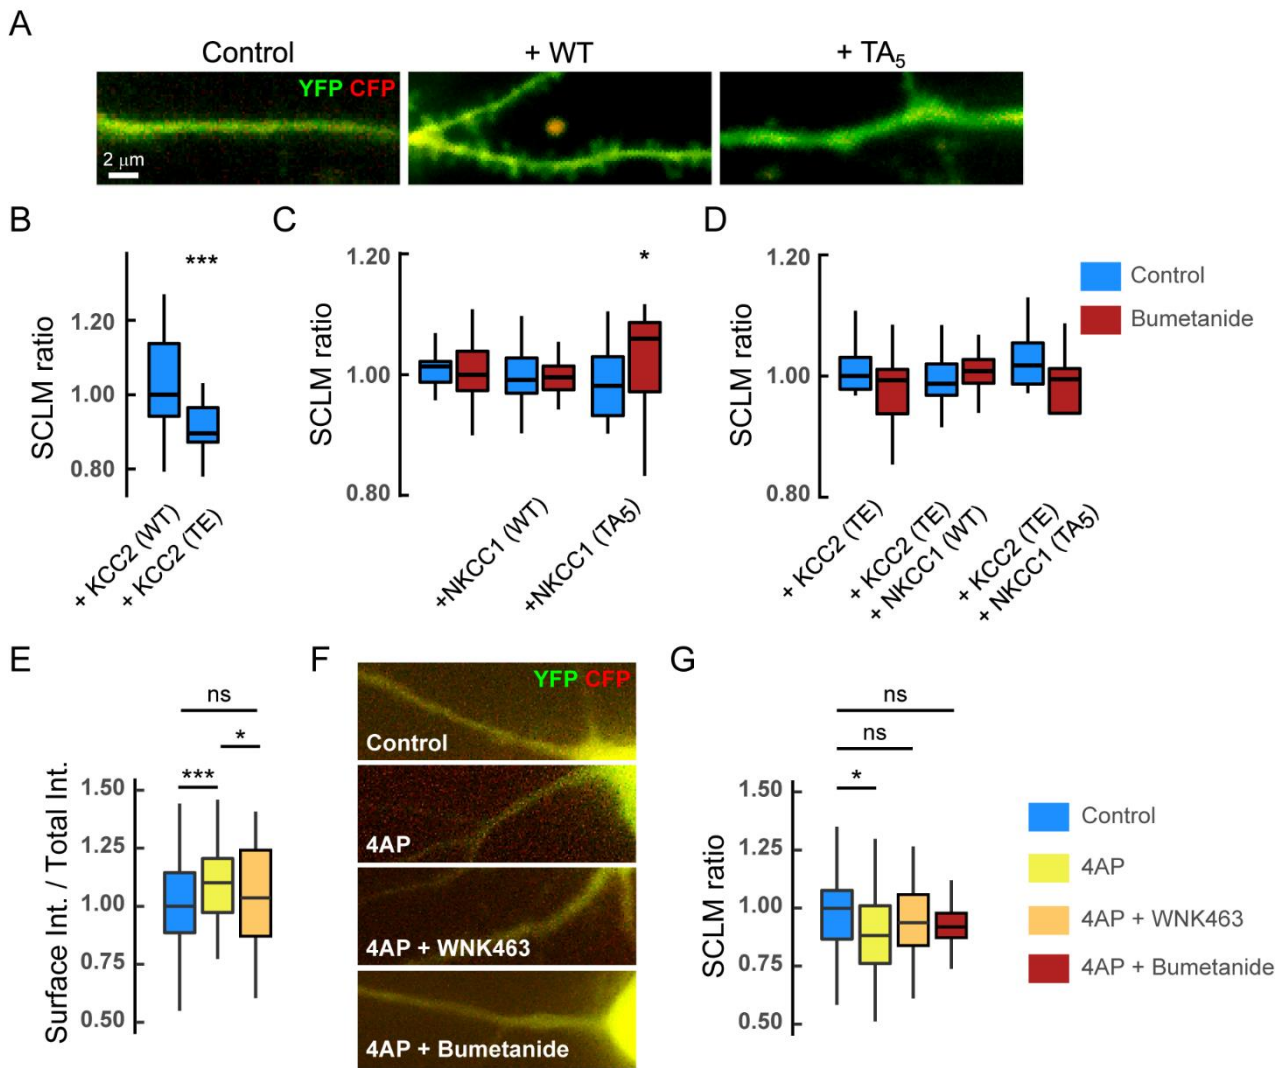 A
Control
+ WT
+ TA5
YFP CFP
2 μm
B
C
D
***
SCLM ratio
1.20
1.00
0.80
+ KCC2 (WT)
+ KCC2 (TE)
*
SCLM ratio
1.20
1.00
0.80
+NKCC1 (WT)
+NKCC1 (TA5)
1.20
1.00
0.80
SCLM ratio
+ KCC2 (TE)
+ KCC2 (TE)
+ NKCC1 (WT)
+ KCC2 (TE)
+ NKCC1 (TA5)
Control
Bumetanide
E
ns
*
***
Surface Int. / Total Int.
1.50
1.25
1.00
0.75
0.50
F
YFP CFP
Control
4AP
4AP + WNK463
4AP + Bumetanide
G
ns
ns
*
SCLM ratio
1.50
1.25
1.00
0.75
0.50
Control
4AP
4AP + WNK463
4AP + Bumetanide